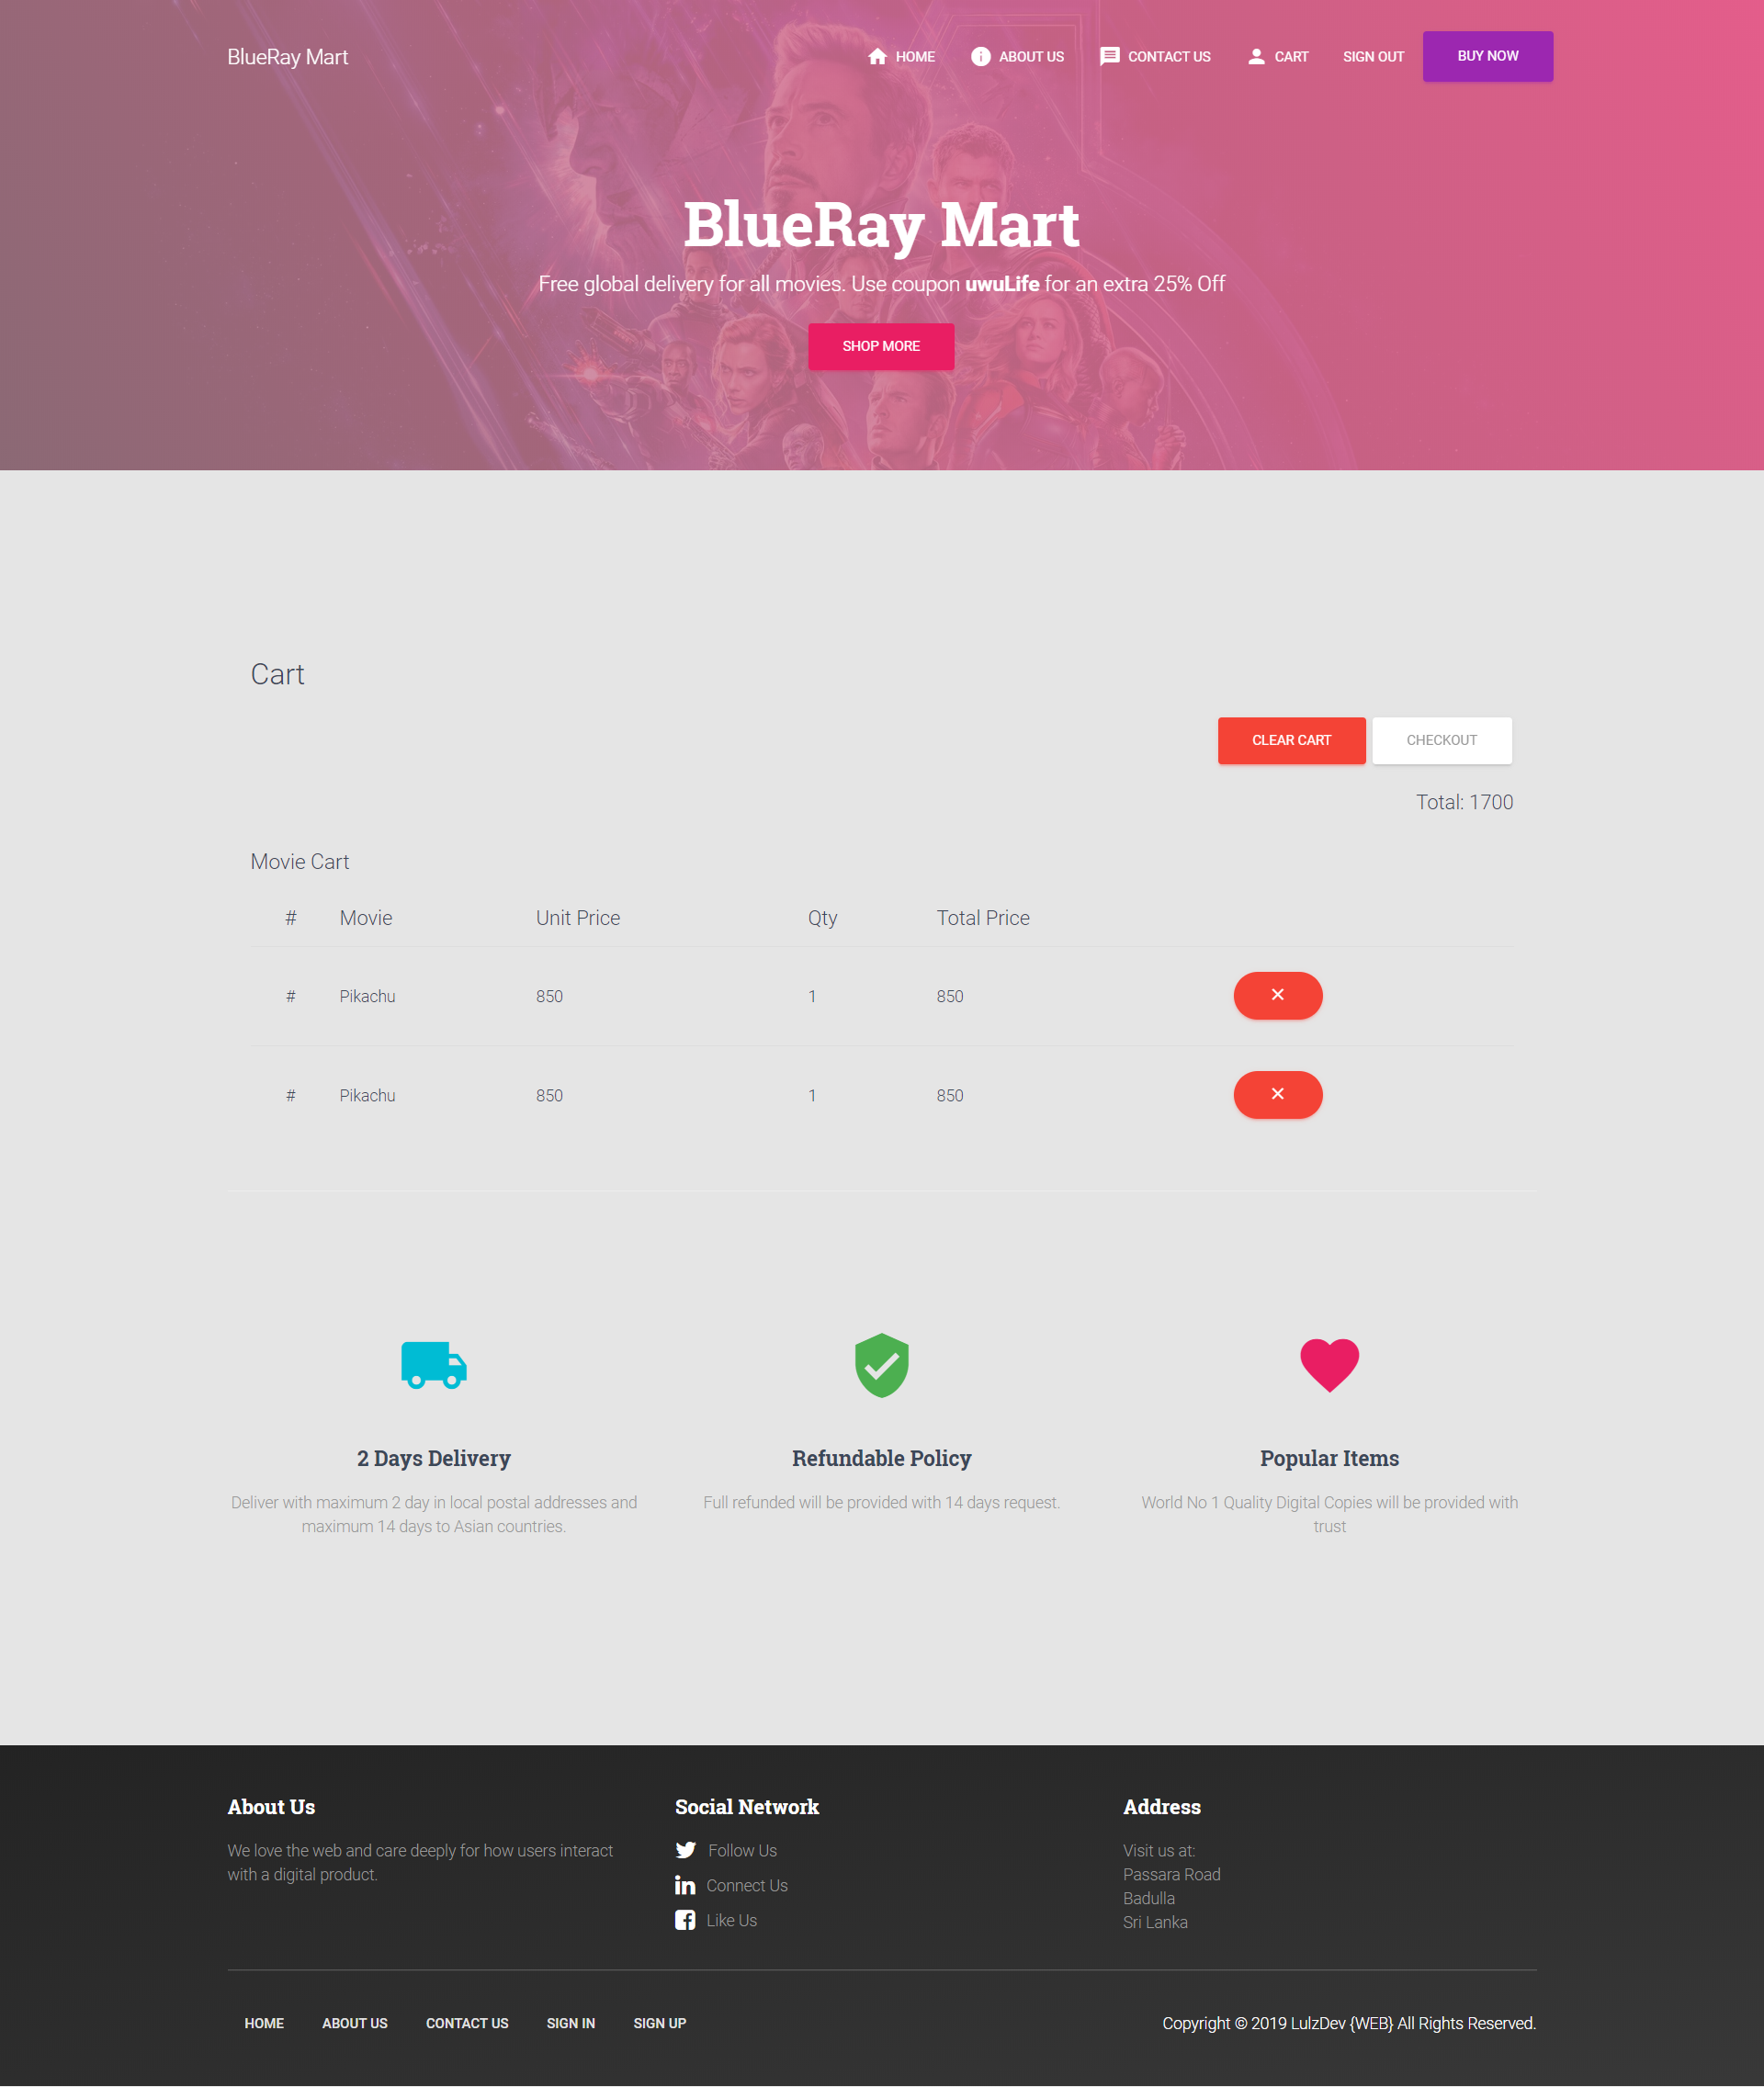 BlueRay Mart
HOME
ABOUT US
CONTACT US
CART
SIGN OUT
BUY NOW
BlueRay Mart
Free global delivery for all movies. Use coupon uwuLife for an extra 25% Off
SHOP MORE
Cart
CLEAR CART
CHECKOUT
Total: 1700
Movie Cart
# Movie Unit Price Qty Total Price
# Pikachu 850 1 850
# Pikachu 850 1 850
2 Days Delivery
Deliver with maximum 2 day in local postal addresses and
maximum 14 days to Asian countries.
Refundable Policy
Full refunded will be provided with 14 days request.
Popular Items
World No 1 Quality Digital Copies will be provided with
trust
About Us
We love the web and care deeply for how users interact
with a digital product.
Social Network
Follow Us
Connect Us
Like Us
Address
Visit us at:
Passara Road
Badulla
Sri Lanka
HOME
ABOUT US
CONTACT US
SIGN IN
SIGN UP
Copyright © 2019 LulzDev {WEB} All Rights Reserved.